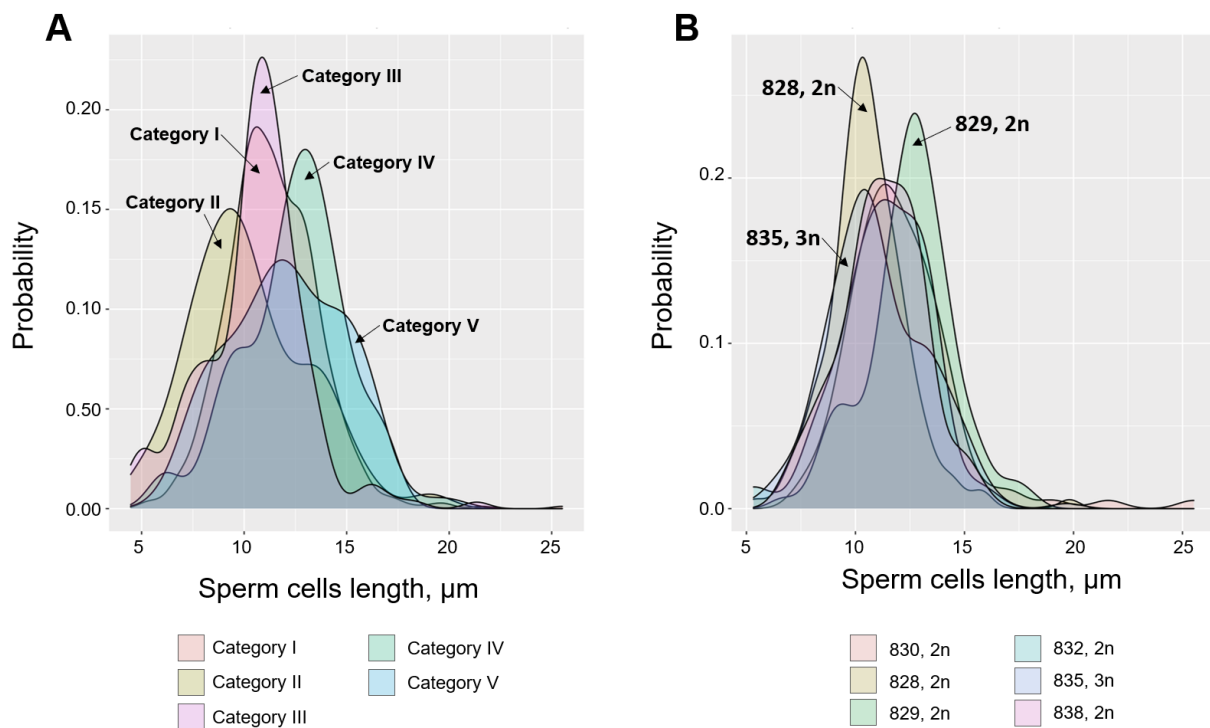 A
Probability
0.20
0.15
0.10
0.50
0.00
Category III
Category I
Category IV
Category II
Category V
5 10 15 20 25
Sperm cells length, µm
Category I
Category II
Category III
Category IV
Category V
B
Probability
0.2
0.1
0.0
828, 2n
829, 2n
835, 3n
5 10 15 20 25
Sperm cells length, µm
830, 2n
828, 2n
829, 2n
832, 2n
835, 3n
838, 2n